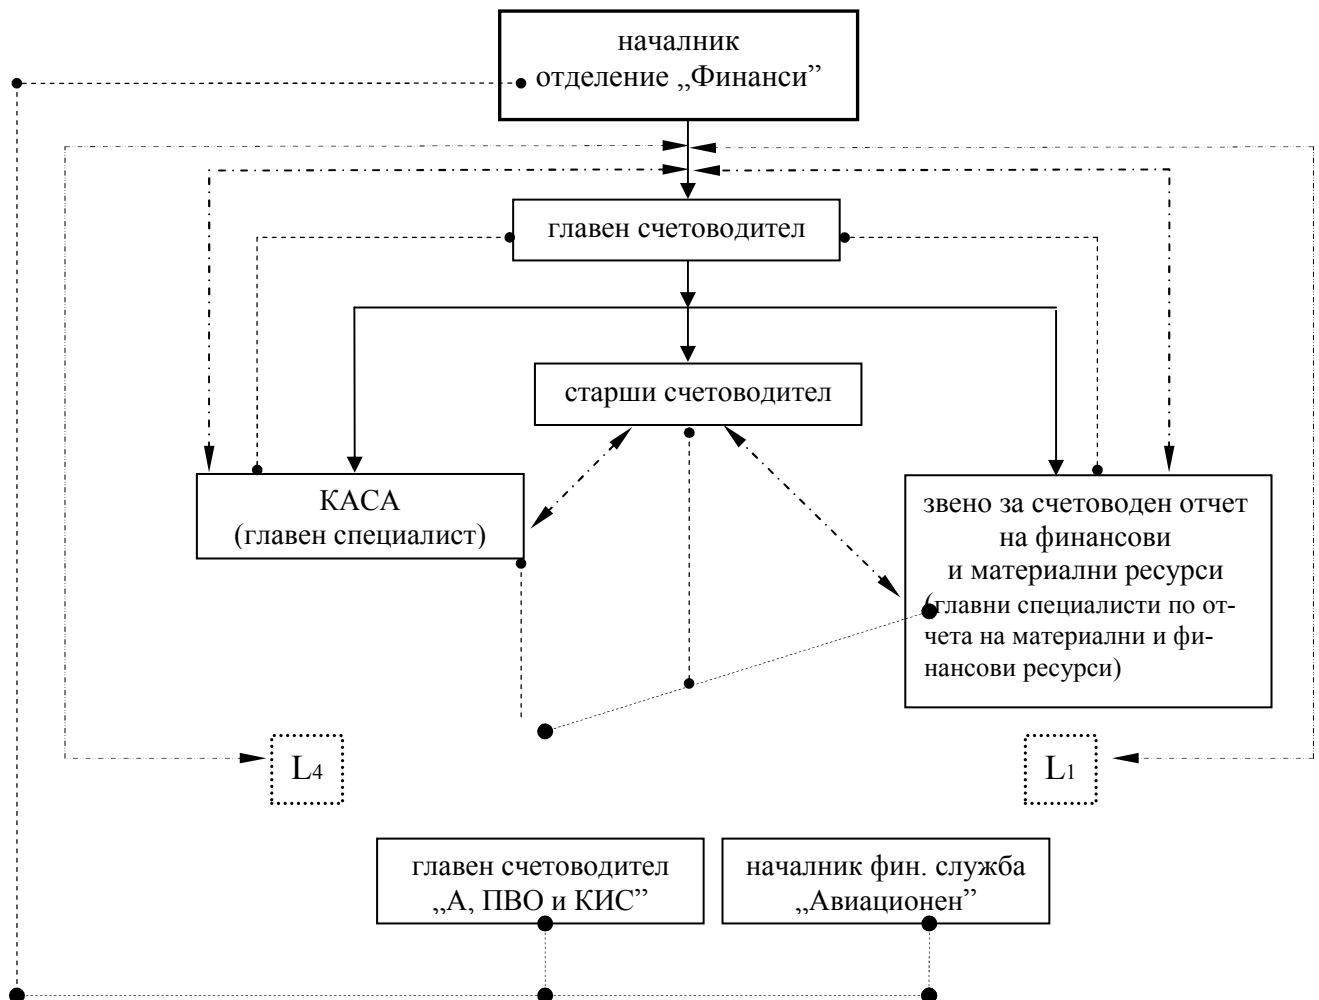 началник
отделение „Финанси”
главен счетоводител
старши счетоводител
КАСА
(главен специалист)
звено за счетоводен отчет
на финансови
и материални ресурси
(главни специалисти по от-
чета на материални и фи-
нансови ресурси)
L4
L1
главен счетоводител
„А, ПВО и КИС”
началник фин. служба
„Авиационен”